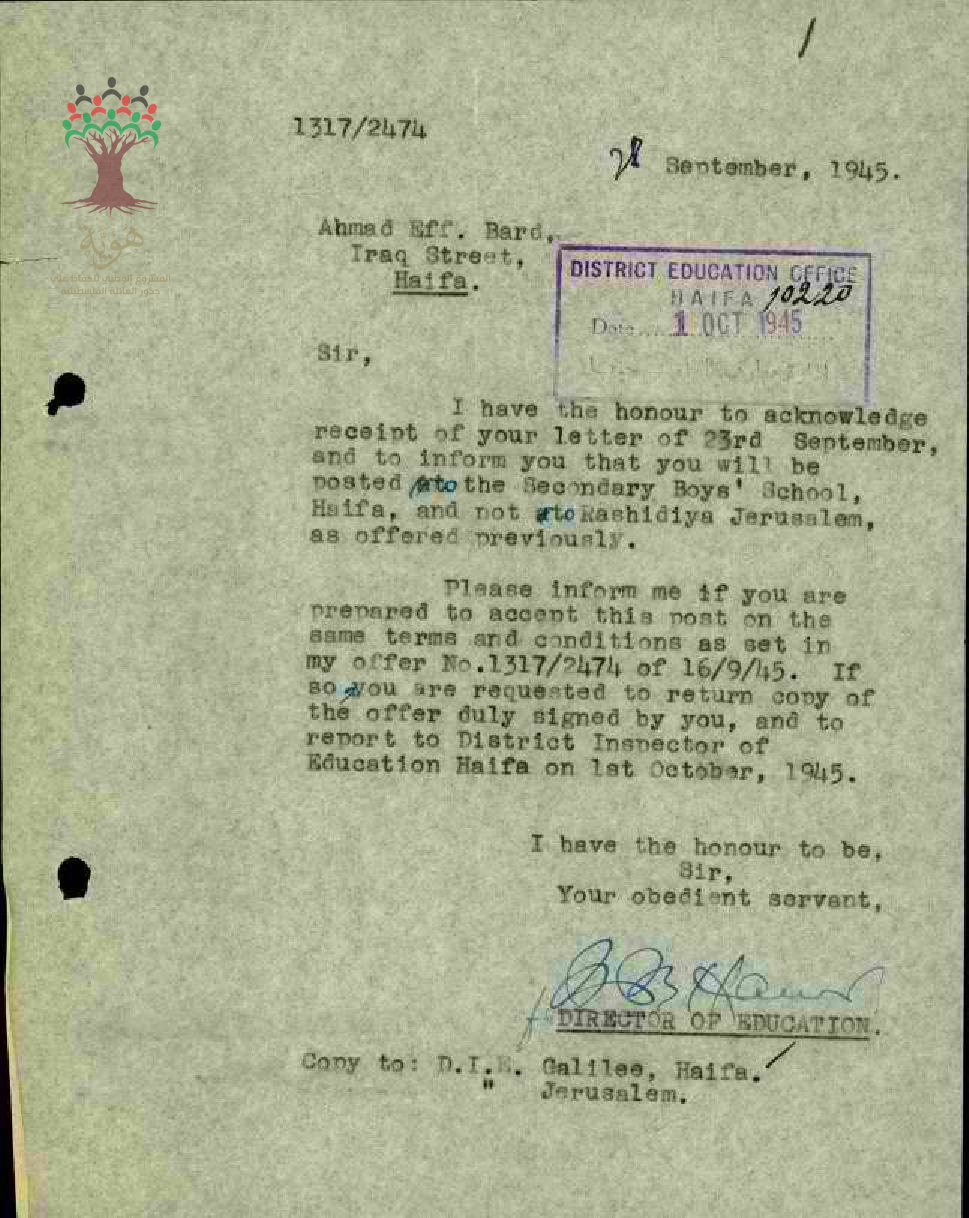 1317/2474
28 September, 1945.
Ahmad Eff. Bard,
Iraq Street,
Haifa.
DISTRICT EDUCATION OFFICE
HAIFA 10220
Date..... 1 OCT 1945
Sir,
I have the honour to acknowledge
receipt of your letter of 23rd September,
and to inform you that you will be
posted to the Secondary Boys' School,
Haifa, and not to Rashidiya Jerusalem,
as offered previously.
Please inform me if you are
prepared to accept this post on the
same terms and conditions as set in
my offer No.1317/2474 of 16/9/45. If
so you are requested to return copy of
the offer duly signed by you, and to
report to District Inspector of
Education Haifa on 1st October, 1945.
I have the honour to be,
Sir,
Your obedient servant,
DIRECTOR OF EDUCATION.
Copy to: D.I.E. Galilee, Haifa.
" Jerusalem.
هوية